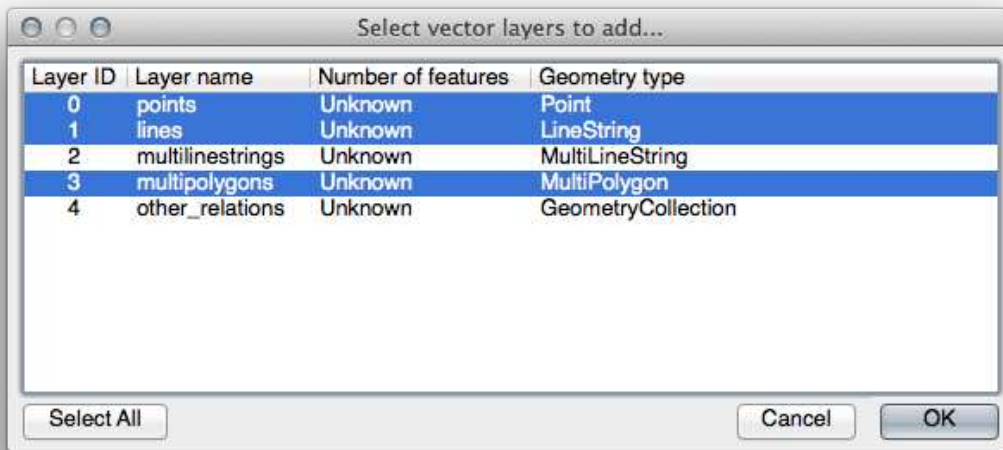 Select vector layers to add...
Layer ID Layer name Number of features Geometry type
0 points Unknown Point
1 lines Unknown LineString
2 multilinestrings Unknown MultiLineString
3 multipolygons Unknown MultiPolygon
4 other_relations Unknown GeometryCollection
Select All Cancel OK